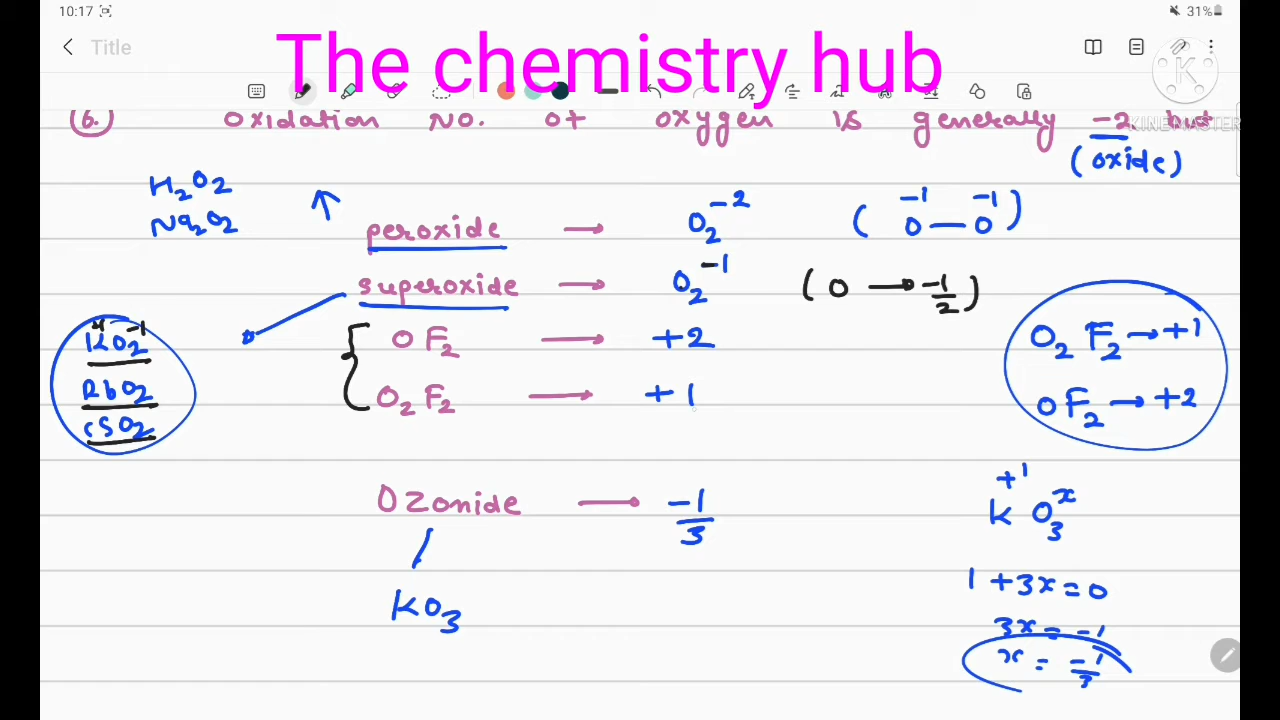 10:17 31%
Title
The chemistry hub
(6.) Oxidation No. of oxygen is generally -2 but
KINEMASTER
(oxide)
H₂O₂
Na₂O₂
peroxide → O₂⁻² (O⁻¹—O⁻¹)
superoxide → O₂⁻¹ (O → -1/2)
KO₂⁻¹
RbO₂
CsO₂
OF₂ → +2
O₂F₂ → +1
O₂F₂ → +1
OF₂ → +2
Ozonide → -1/3
KO₃
K⁺¹O₃ˣ
1 + 3x = 0
3x = -1
x = -1/3